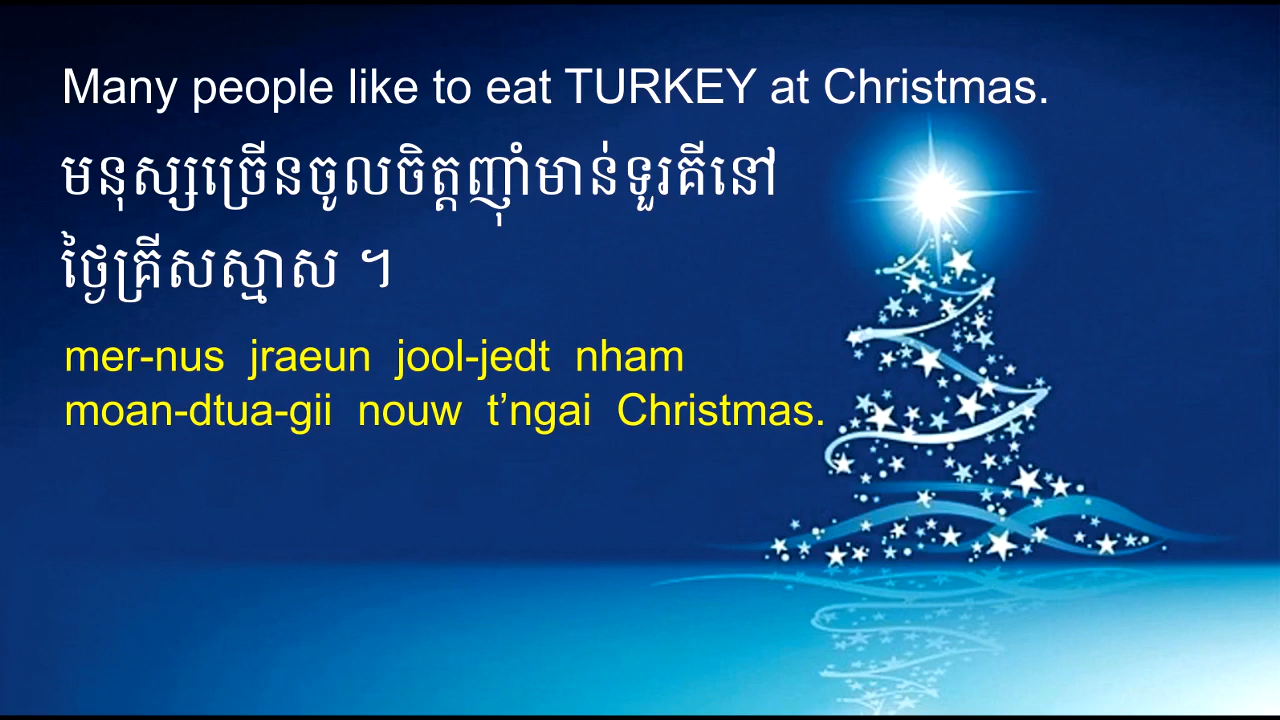 Many people like to eat TURKEY at Christmas.
មនុស្សច្រើនចូលចិត្តញ៉ាំមាន់ទួរគីនៅ
ថ្ងៃគ្រីសស្មាស ។
mer-nus jraeun jool-jedt nham
moan-dtua-gii nouw t’ngai Christmas.